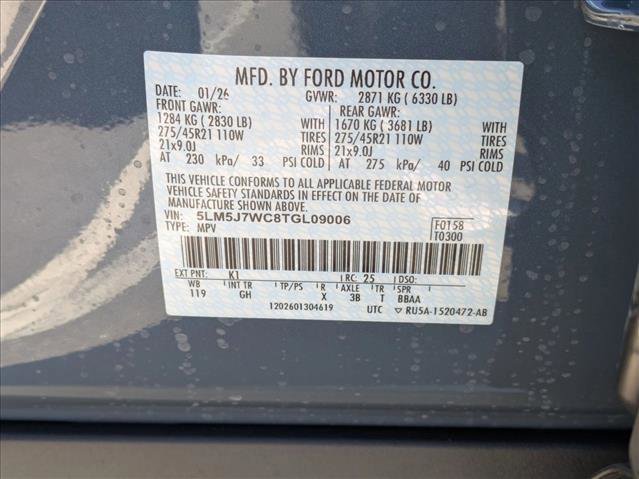 MFD. BY FORD MOTOR CO.
DATE: 01/26 GVWR: 2871 KG ( 6330 LB)
FRONT GAWR: REAR GAWR:
1284 KG ( 2830 LB) WITH 1670 KG ( 3681 LB) WITH
275/45R21 110W TIRES 275/45R21 110W TIRES
21x9.0J RIMS 21x9.0J RIMS
AT 230 kPa/ 33 PSI COLD AT 275 kPa/ 40 PSI COLD
THIS VEHICLE CONFORMS TO ALL APPLICABLE FEDERAL MOTOR
VEHICLE SAFETY STANDARDS IN EFFECT ON THE DATE OF
MANUFACTURE SHOWN ABOVE.
VIN: 5LM5J7WC8TGL09006 F0158
TYPE: MPV T0300
EXT PNT: K1 RC: 25 DSO:
WB INT TR TP/PS R AXLE TR SPR
119 GH X 3B T BBAA
1202601304619 UTC ▽ RU5A-1520472-AB